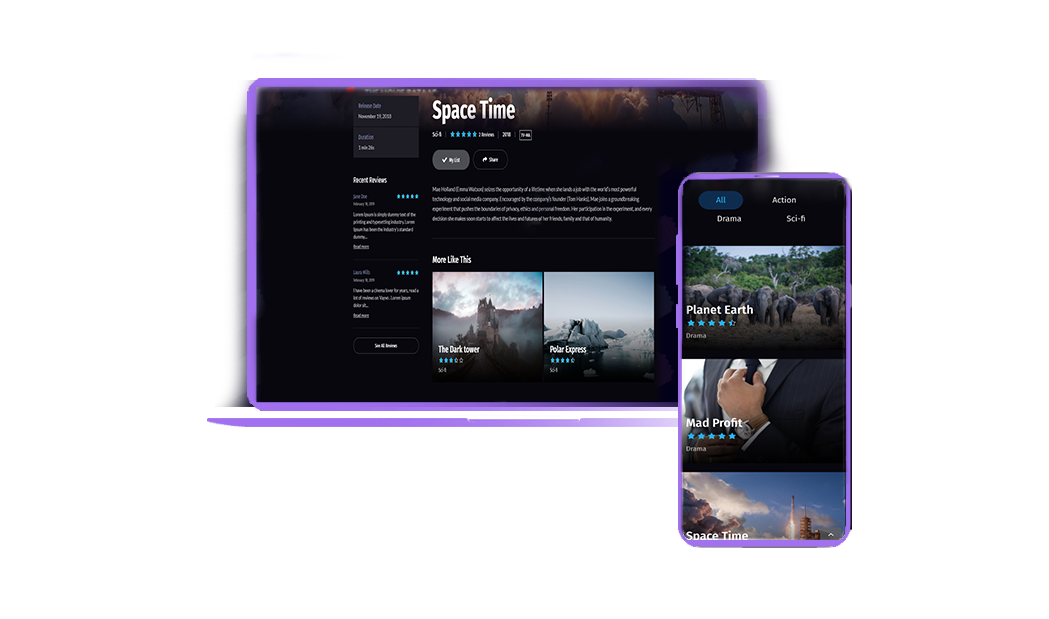 Space Time
Release Date
November 19, 2018
Sci-fi
2 Reviews
2018
TV-MA
Duration
1 min 26s
My List
Share
Recent Reviews
Jane Doe
February 18, 2019
Lorem Ipsum is simply dummy text of the
printing and typesetting industry. Lorem
Ipsum has been the industry's standard
dummy...
Read more
Laura Wills
February 18, 2019
I have been a cinema lover for years, read a
lot of reviews on Vapeo . Lorem Ipsum
dolor sit...
Read more
See All Reviews
Mae Holland (Emma Watson) seizes the opportunity of a lifetime when she lands a job with the world's most powerful
technology and social media company. Encouraged by the company's founder (Tom Hanks), Mae joins a groundbreaking
experiment that pushes the boundaries of privacy, ethics and personal freedom. Her participation in the experiment, and every
decision she makes soon starts to affect the lives and futures of her friends, family and that of humanity.
More Like This
The Dark tower
Sci-fi
Polar Express
Sci-fi
All
Action
Drama
Sci-fi
Planet Earth
Drama
Mad Profit
Drama
Space Time